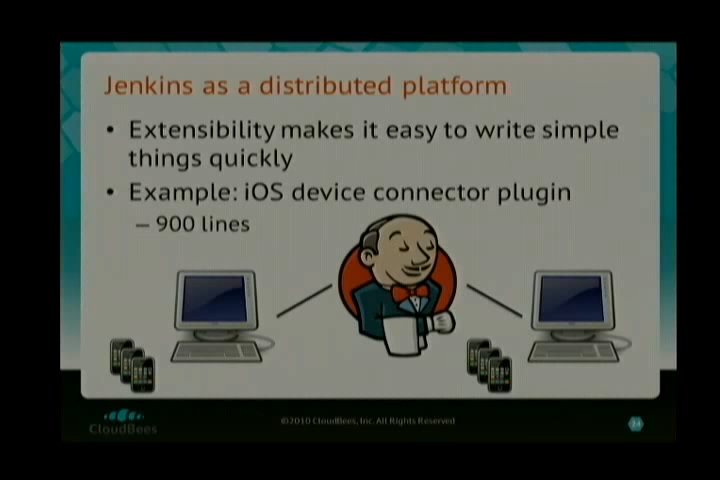 Jenkins as a distributed platform
• Extensibility makes it easy to write simple
things quickly
• Example: iOS device connector plugin
– 900 lines
CloudBees
©2010 CloudBees, Inc. All Rights Reserved
24